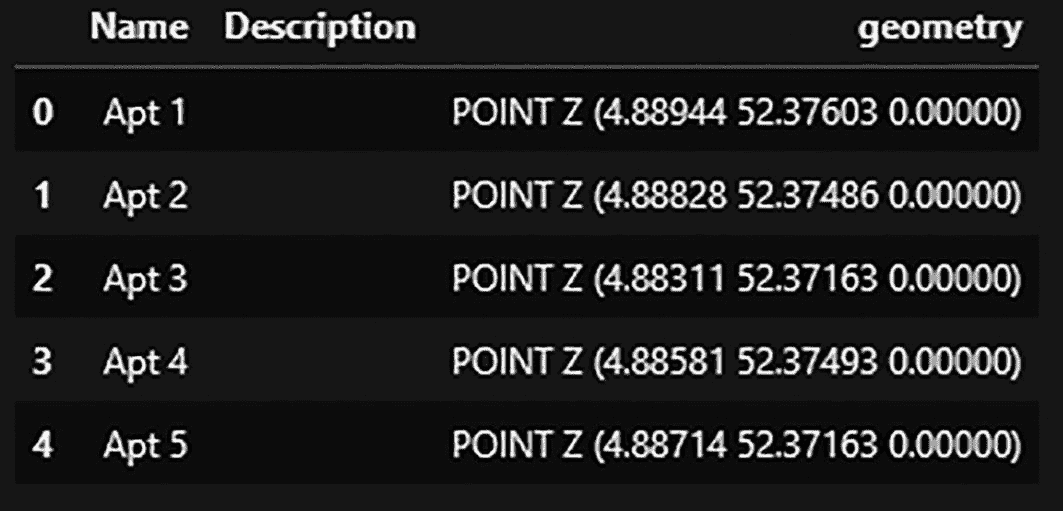 Name Description geometry
0 Apt 1 POINT Z (4.88944 52.37603 0.00000)
1 Apt 2 POINT Z (4.88828 52.37486 0.00000)
2 Apt 3 POINT Z (4.88311 52.37163 0.00000)
3 Apt 4 POINT Z (4.88581 52.37493 0.00000)
4 Apt 5 POINT Z (4.88714 52.37163 0.00000)